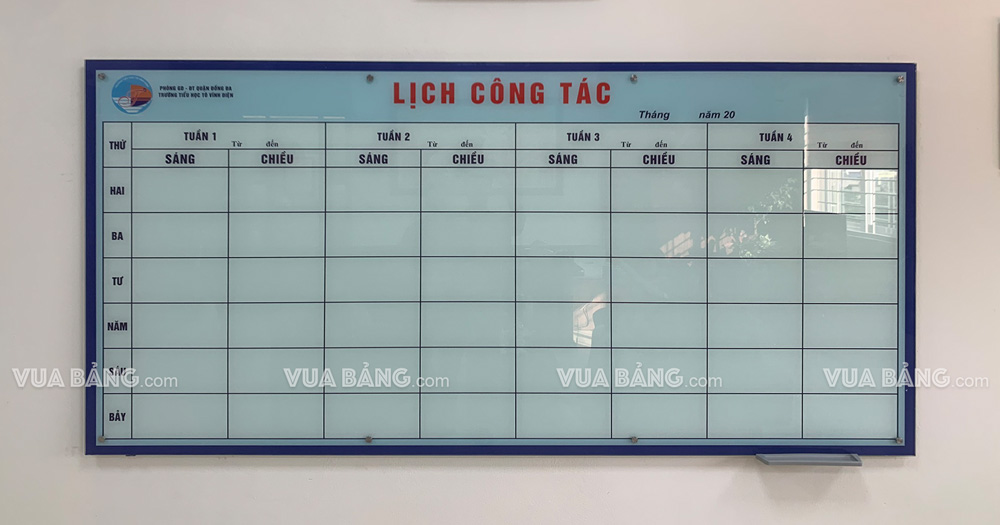 PHÒNG GD - ĐT QUẬN ĐỐNG ĐA
TRƯỜNG TIỂU HỌC TÔ VĨNH DIỆN
LỊCH CÔNG TÁC
Tháng năm 20
THỨ
TUẦN 1 Từ đến
TUẦN 2 Từ đến
TUẦN 3 Từ đến
TUẦN 4 Từ đến
SÁNG CHIỀU SÁNG CHIỀU SÁNG CHIỀU SÁNG CHIỀU
HAI
BA
TƯ
NĂM
SÁU
VUA BẢNG.com VUA BẢNG.com VUA BẢNG.com VUA BẢNG.com
BẢY